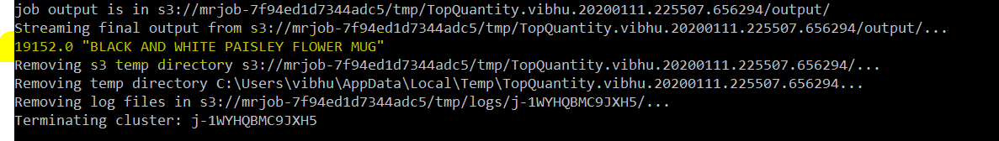 job output is in s3://mrjob-7f94ed1d7344adc5/tmp/TopQuantity.vibhu.20200111.225507.656294/output/
Streaming final output from s3://mrjob-7f94ed1d7344adc5/tmp/TopQuantity.vibhu.20200111.225507.656294/output/...
19152.0 "BLACK AND WHITE PAISLEY FLOWER MUG"
Removing s3 temp directory s3://mrjob-7f94ed1d7344adc5/tmp/TopQuantity.vibhu.20200111.225507.656294/...
Removing temp directory C:\Users\vibhu\AppData\Local\Temp\TopQuantity.vibhu.20200111.225507.656294...
Removing log files in s3://mrjob-7f94ed1d7344adc5/tmp/logs/j-1WYHQBMC9JXH5/...
Terminating cluster: j-1WYHQBMC9JXH5